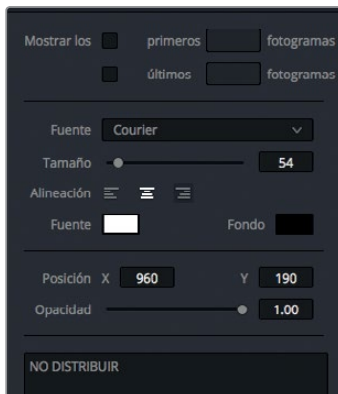 Mostrar los primeros fotogramas
últimos fotogramas
Fuente Courier
Tamaño 54
Alineación
Fuente Fondo
Posición X 960 Y 190
Opacidad 1.00
NO DISTRIBUIR